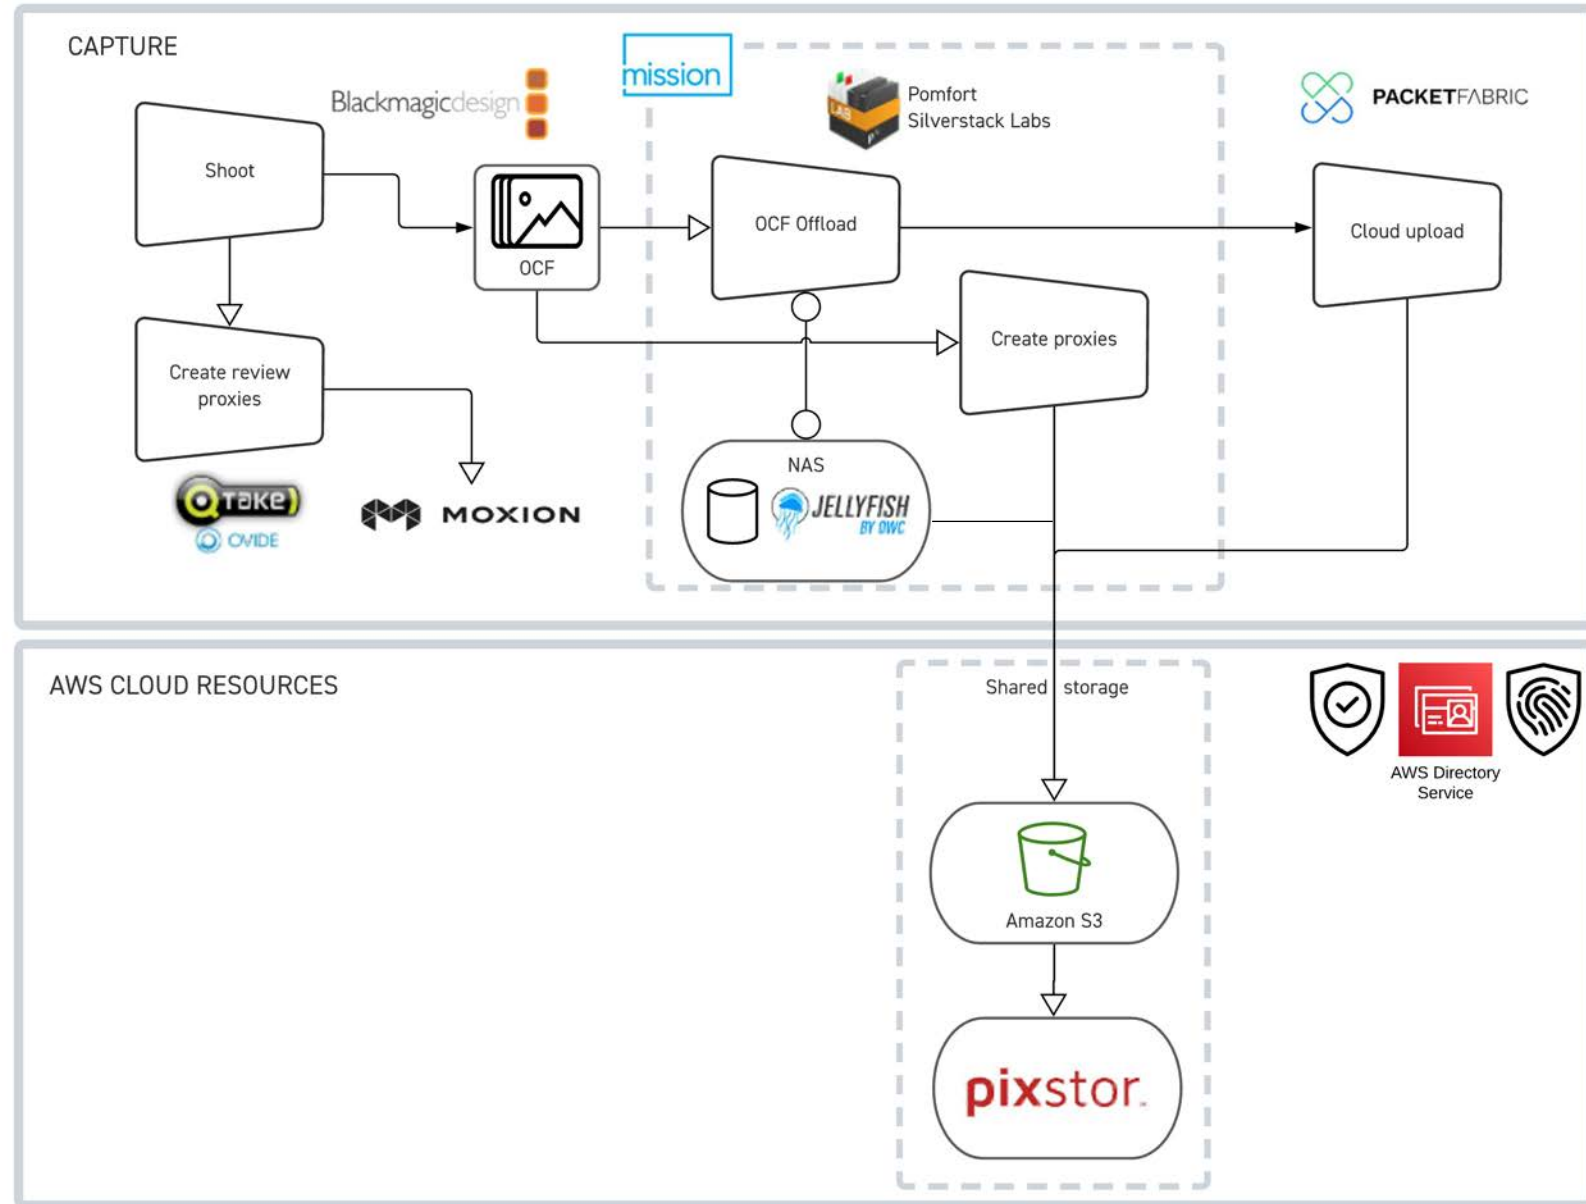 CAPTURE
mission
Blackmagicdesign
Pomfort
Silverstack Labs
LAB
PACKETFABRIC
Shoot
OCF
OCF Offload
Cloud upload
Create proxies
Create review
proxies
NAS
JELLYFISH
BY OWC
QTAKE
OVIDE
MOXION
AWS CLOUD RESOURCES
Shared storage
AWS Directory
Service
Amazon S3
pixstor